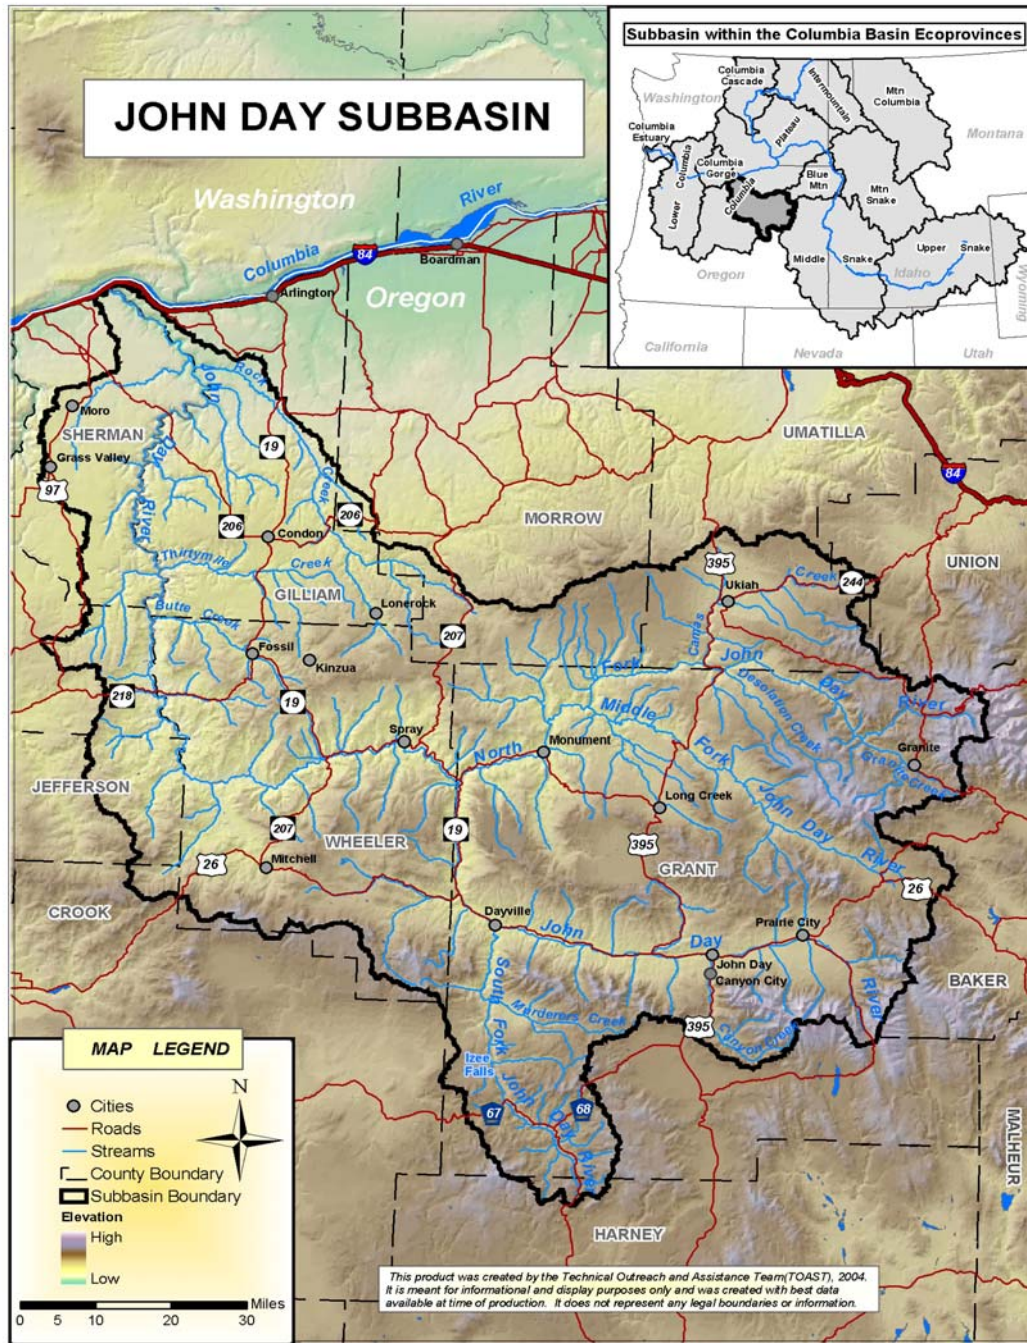 JOHN DAY SUBBASIN
Subbasin within the Columbia Basin Ecoprovinces
Columbia
Cascade
Intermountain
Mtn
Columbia
Washington
Montana
Columbia
Estuary
Plateau
Columbia
Lower
Columbia
Gorge
Columbia
Blue
Mtn
Mtn
Snake
Oregon
Middle
Snake
Upper
Snake
Idaho
Wyoming
California
Nevada
Utah
Washington
Columbia
River
84
Boardman
Arlington
Oregon
Rock
Creek
John
Day
River
Moro
SHERMAN
19
Grass Valley
97
UMATILLA
84
206
206
Condon
MORROW
UNION
Thirtymile
Creek
GILLIAM
Lonerock
395
Ukiah
Creek
244
Camas
Butte Creek
207
Fossil
Kinzua
Fork
John
Day
River
218
19
Middle
Desolation Creek
Spray
North
Monument
Fork
Granite
Granite Creek
JEFFERSON
Long Creek
John Day
River
207
WHEELER
19
395
GRANT
26
Mitchell
26
CROOK
Dayville
John
Day
Prairie City
John Day
Canyon City
River
BAKER
South Fork
Murderers Creek
395
Canyon Creek
Izee
Falls
John Day River
67
68
MALHEUR
HARNEY
MAP LEGEND
N
Cities
Roads
Streams
County Boundary
Subbasin Boundary
Elevation
High
Low
Miles
0 5 10 20 30
This product was created by the Technical Outreach and Assistance Team(TOAST), 2004.
It is meant for informational and display purposes only and was created with best data
available at time of production. It does not represent any legal boundaries or information.